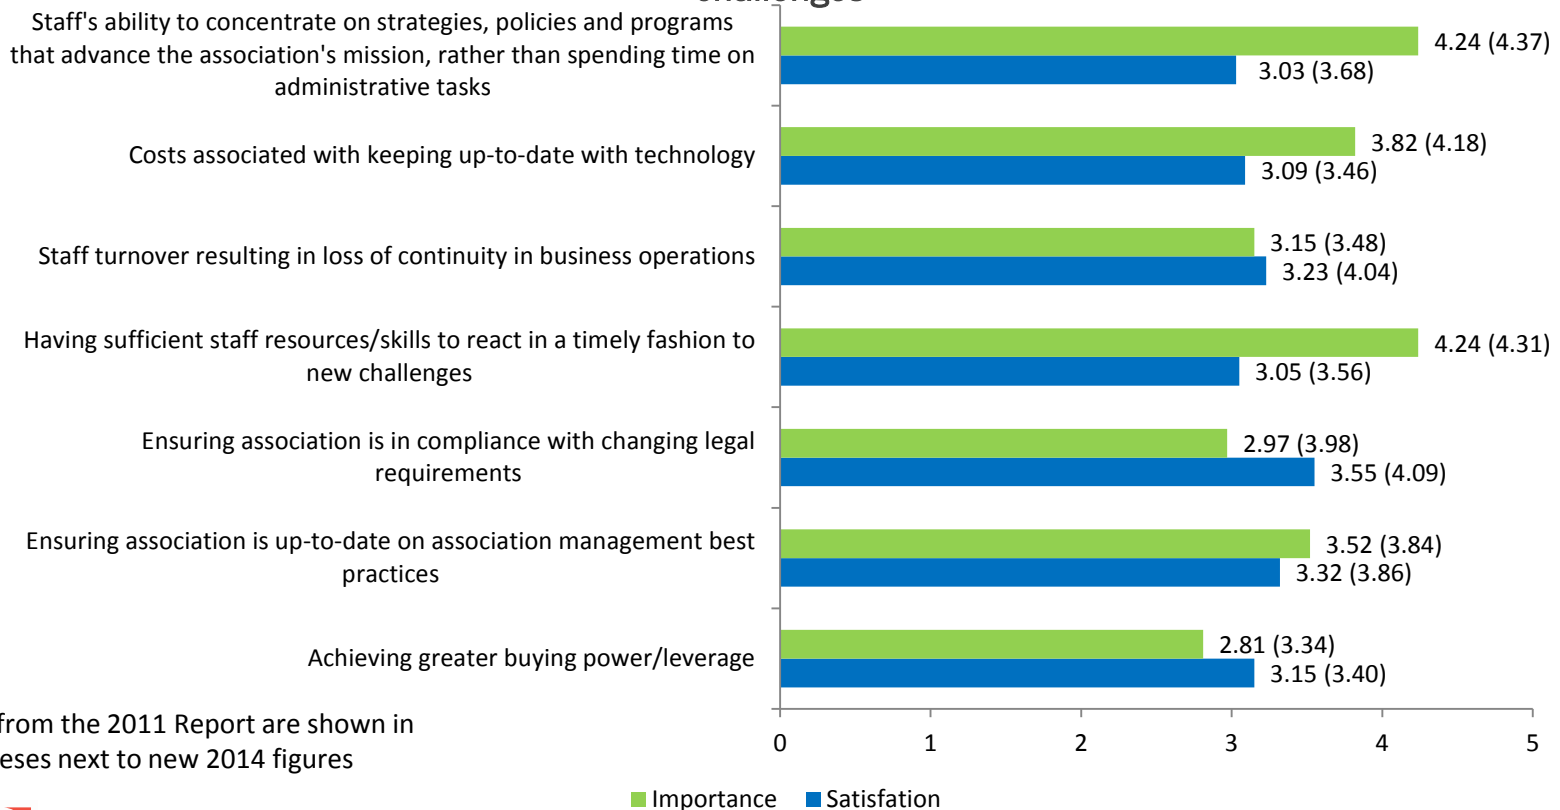 challenges
Staff's ability to concentrate on strategies, policies and programs
that advance the association's mission, rather than spending time on
administrative tasks
4.24 (4.37)
3.03 (3.68)
Costs associated with keeping up-to-date with technology
3.82 (4.18)
3.09 (3.46)
Staff turnover resulting in loss of continuity in business operations
3.15 (3.48)
3.23 (4.04)
Having sufficient staff resources/skills to react in a timely fashion to
new challenges
4.24 (4.31)
3.05 (3.56)
Ensuring association is in compliance with changing legal
requirements
2.97 (3.98)
3.55 (4.09)
Ensuring association is up-to-date on association management best
practices
3.52 (3.84)
3.32 (3.86)
Achieving greater buying power/leverage
2.81 (3.34)
3.15 (3.40)
from the 2011 Report are shown in
eses next to new 2014 figures
0 1 2 3 4 5
Importance Satisfation